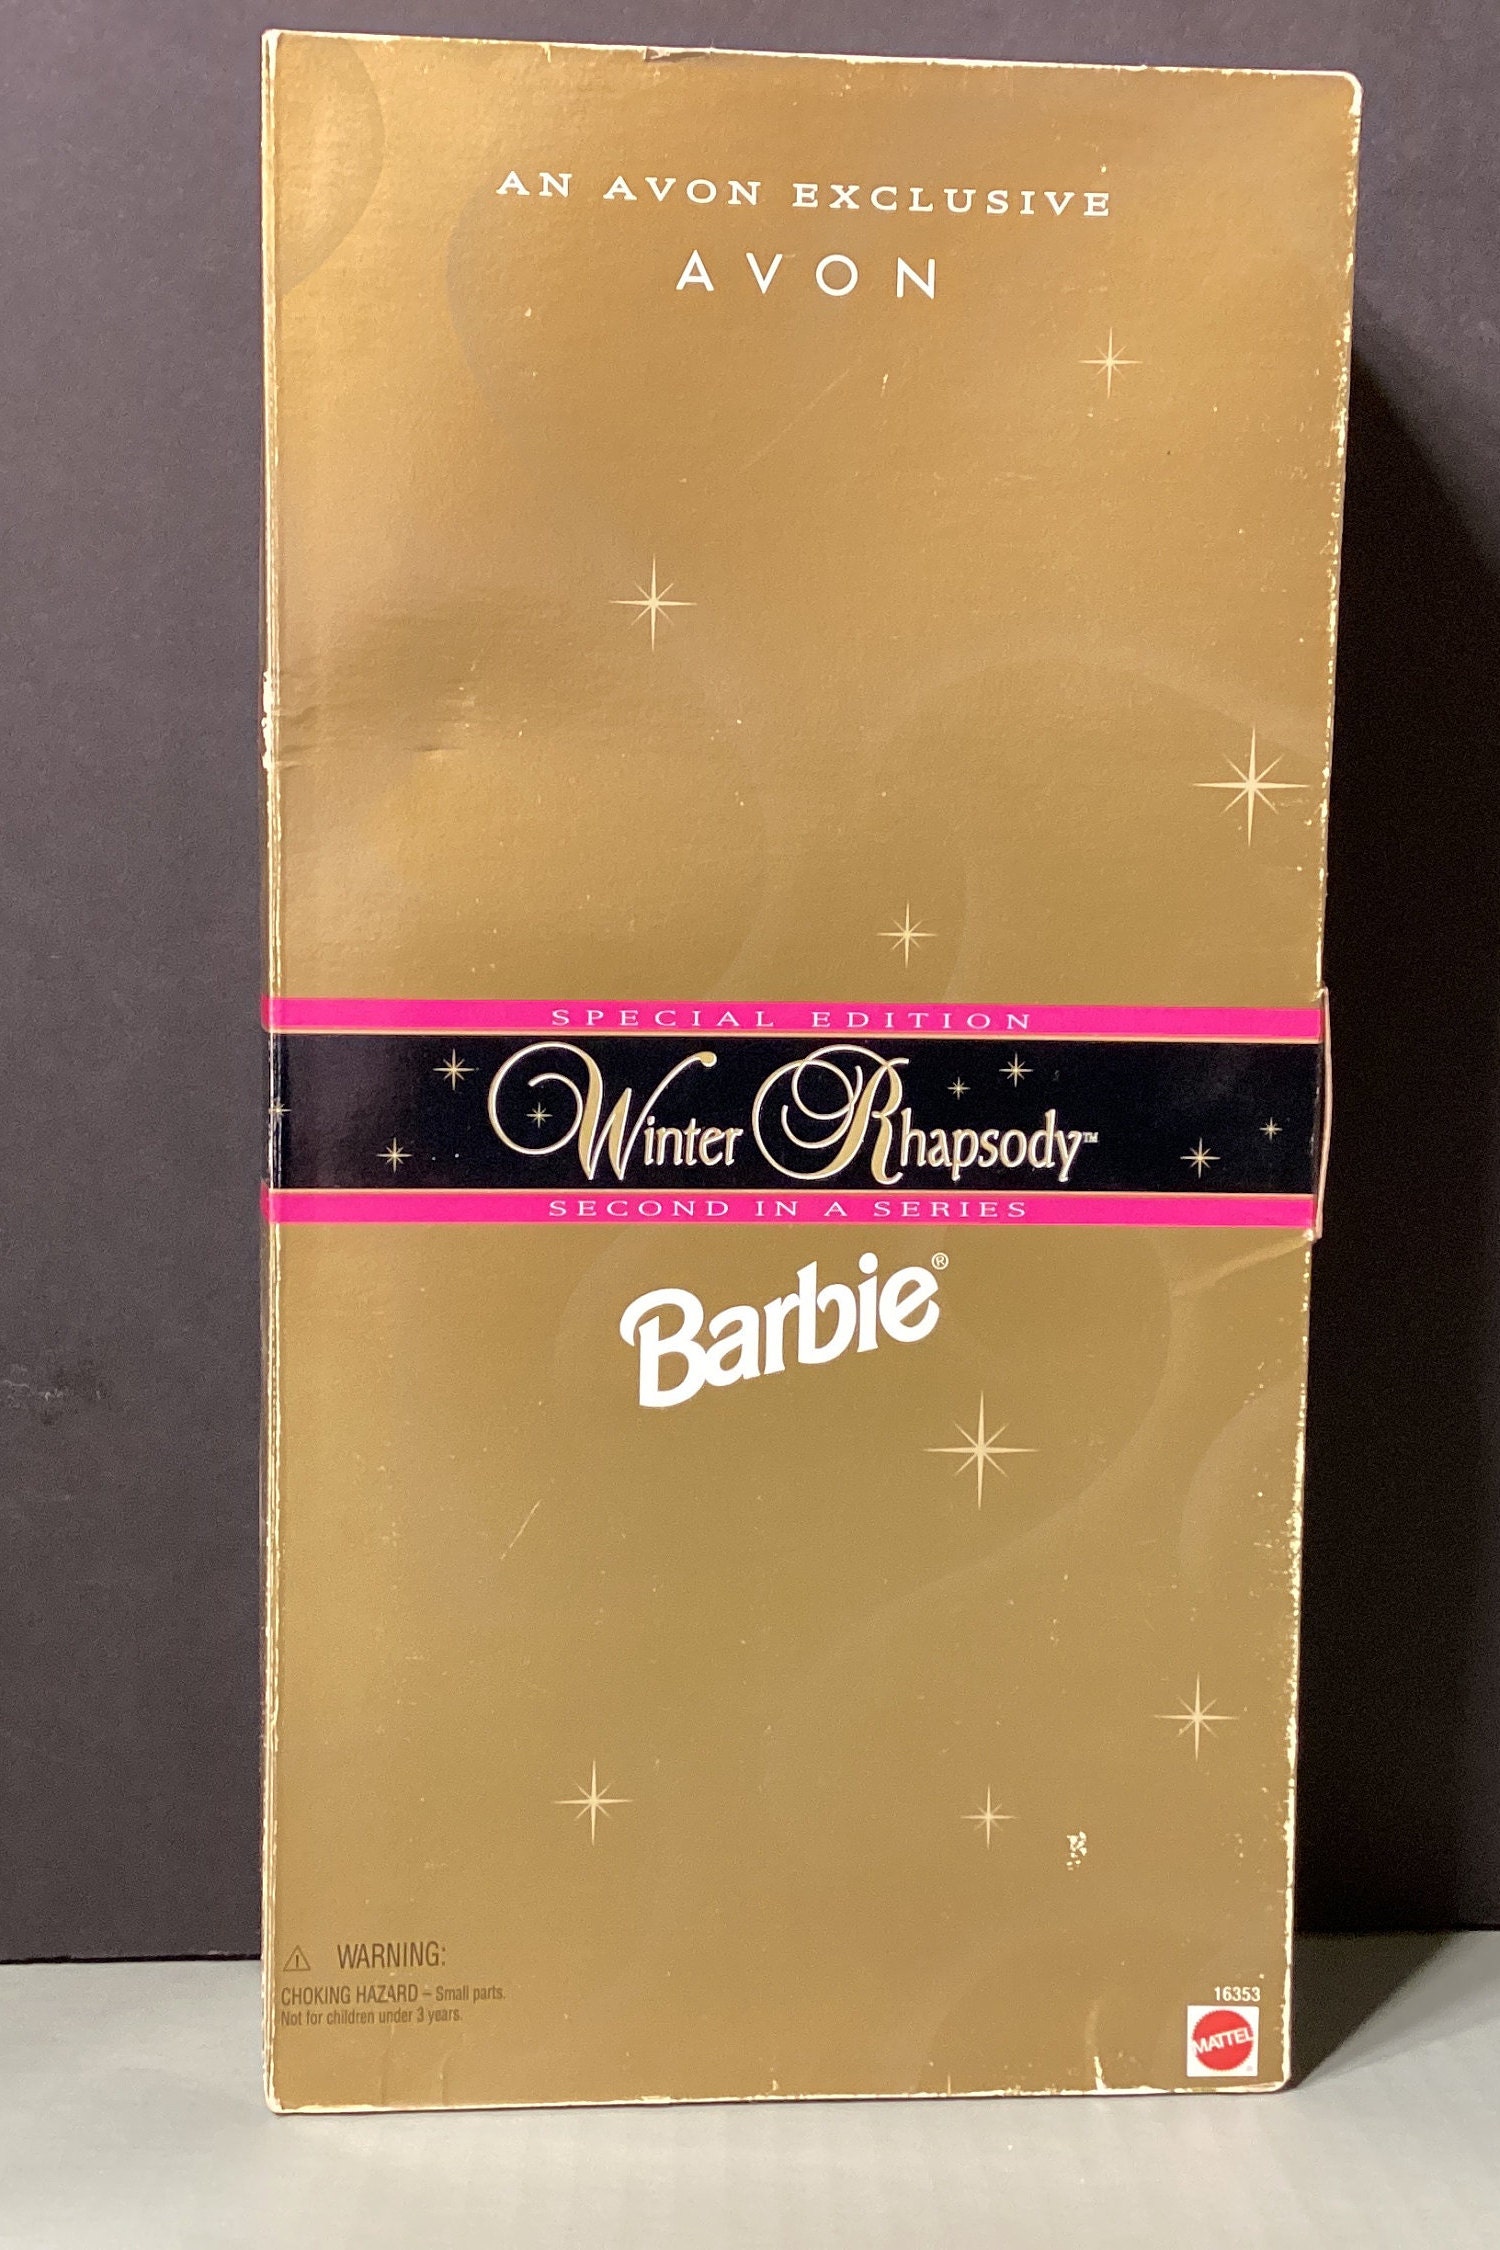 AN AVON EXCLUSIVE
AVON
SPECIAL EDITION
Winter Rhapsody™
SECOND IN A SERIES
Barbie®
⚠ WARNING:
CHOKING HAZARD – Small parts.
Not for children under 3 years.
16353
MATTEL